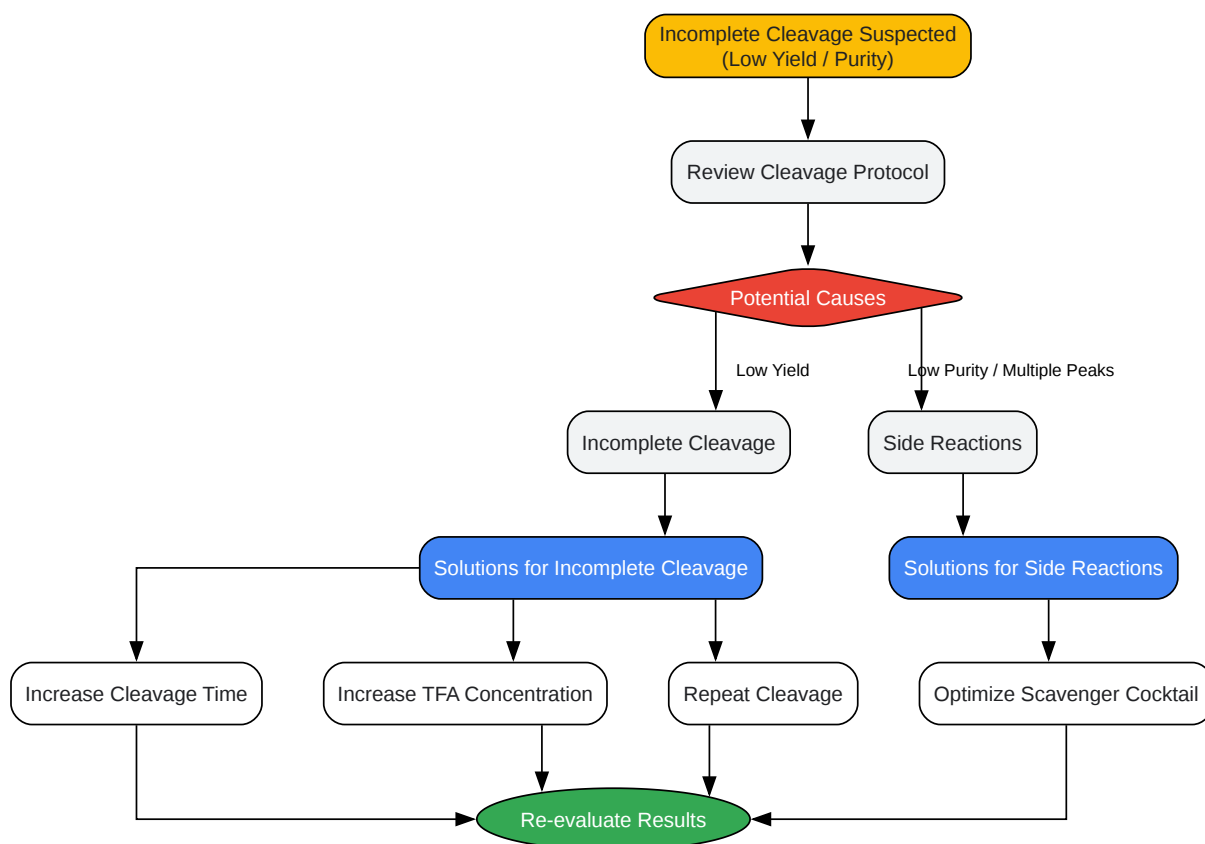 Incomplete Cleavage Suspected
(Low Yield / Purity)
Review Cleavage Protocol
Potential Causes
Low Yield
Low Purity / Multiple Peaks
Incomplete Cleavage
Side Reactions
Solutions for Incomplete Cleavage
Solutions for Side Reactions
Increase Cleavage Time
Increase TFA Concentration
Repeat Cleavage
Optimize Scavenger Cocktail
Re-evaluate Results